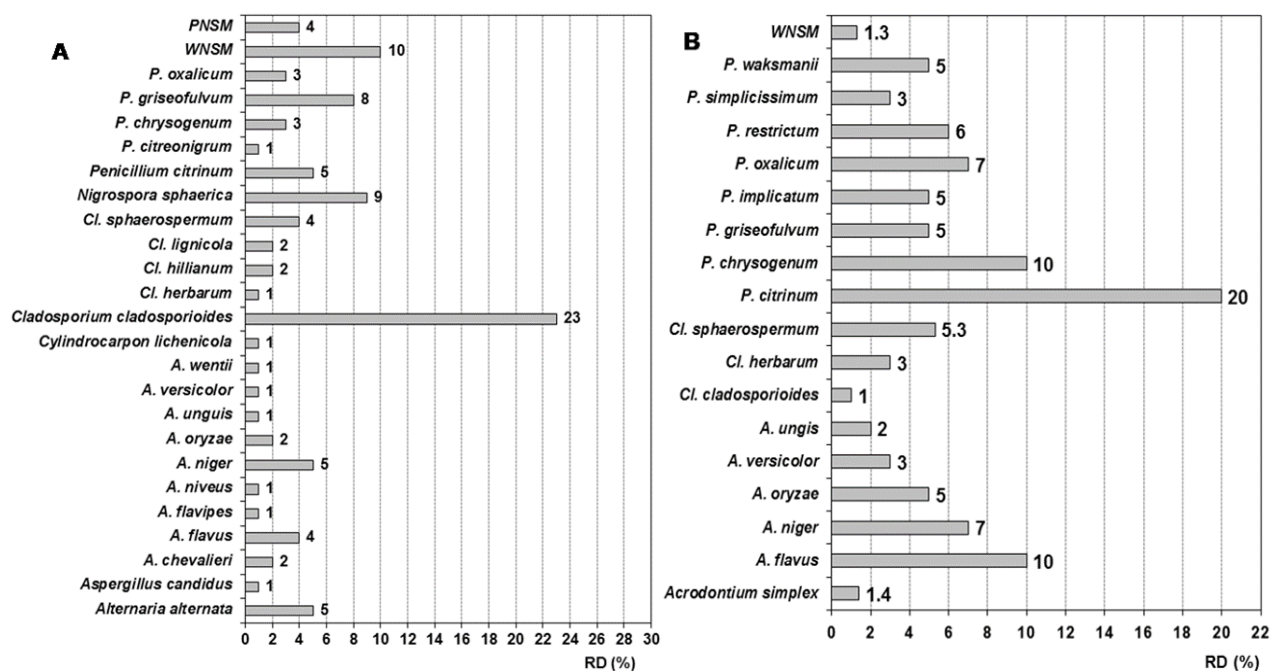 A
PNSM 4
WNSM 10
P. oxalicum 3
P. griseofulvum 8
P. chrysogenum 3
P. citreonigrum 1
Penicillium citrinum 5
Nigrospora sphaerica 9
Cl. sphaerospermum 4
Cl. lignicola 2
Cl. hillianum 2
Cl. herbarum 1
Cladosporium cladosporioides 23
Cylindrocarpon lichenicola 1
A. wentii 1
A. versicolor 1
A. unguis 1
A. oryzae 2
A. niger 5
A. niveus 1
A. flavipes 1
A. flavus 4
A. chevalieri 2
Aspergillus candidus 1
Alternaria alternata 5
0 2 4 6 8 10 12 14 16 18 20 22 24 26 28 30
RD (%)
B
WNSM 1.3
P. waksmanii 5
P. simplicissimum 3
P. restrictum 6
P. oxalicum 7
P. implicatum 5
P. griseofulvum 5
P. chrysogenum 10
P. citrinum 20
Cl. sphaerospermum 5.3
Cl. herbarum 3
Cl. cladosporioides 1
A. ungis 2
A. versicolor 3
A. oryzae 5
A. niger 7
A. flavus 10
Acrodontium simplex 1.4
0 2 4 6 8 10 12 14 16 18 20 22
RD (%)